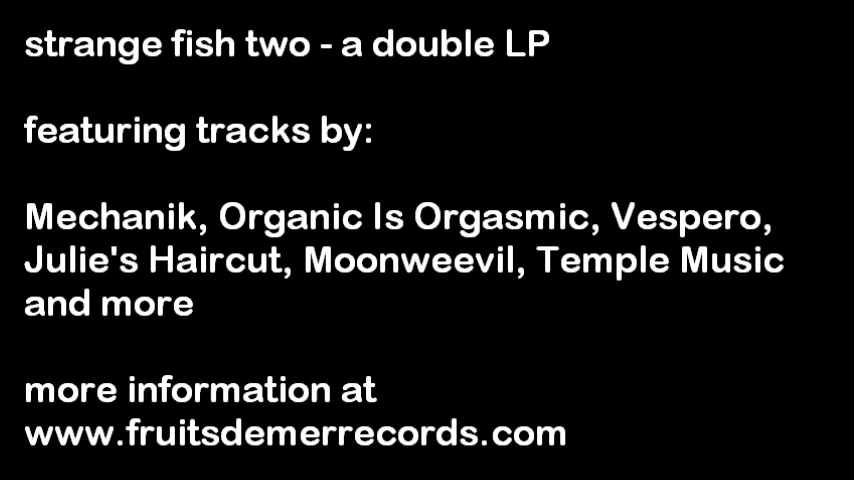 strange fish two - a double LP
featuring tracks by:
Mechanik, Organic Is Orgasmic, Vespero,
Julie's Haircut, Moonweevil, Temple Music
and more
more information at
www.fruitsdemerrecords.com